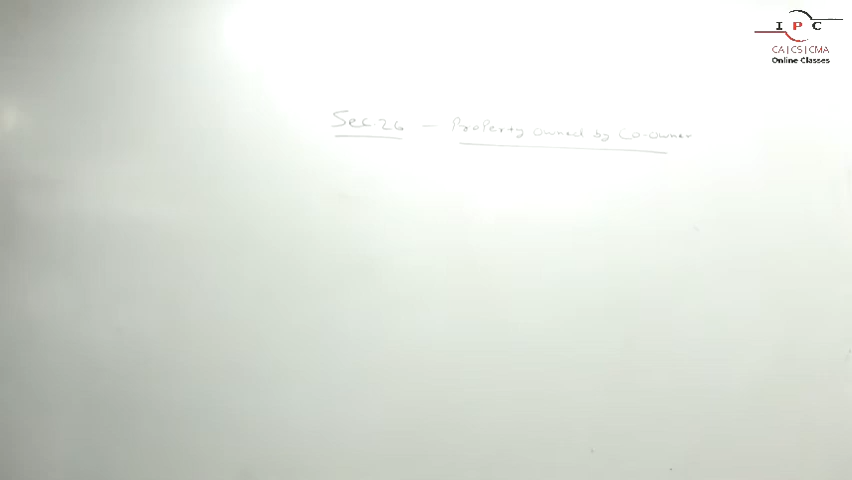 I P C
CA|CS|CMA
Online Classes
Sec-26 - Property owned by Co-owner